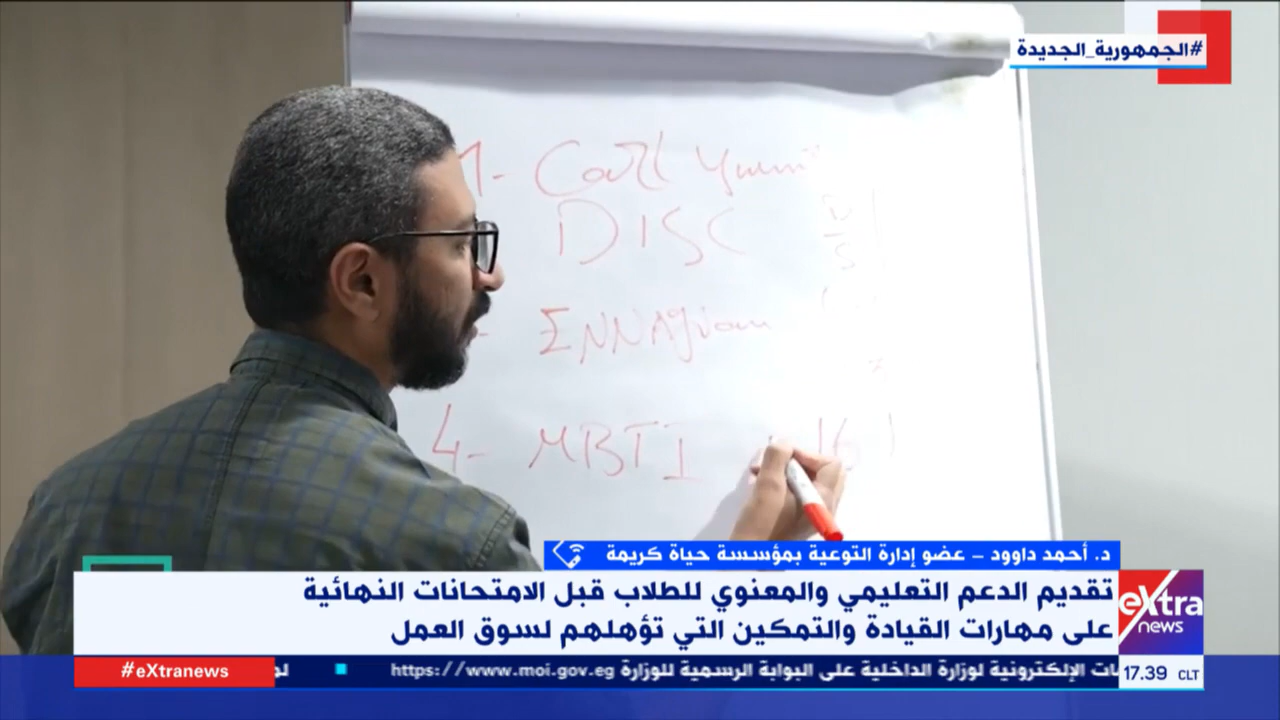 #الجمهورية_الجديدة
1- Carl
DISC
4- MBTI 16
د. أحمد داوود – عضو إدارة التوعية بمؤسسة حياة كريمة
تقديم الدعم التعليمي والمعنوي للطلاب قبل الامتحانات النهائية
على مهارات القيادة والتمكين التي تؤهلهم لسوق العمل
eXtra
news
#eXtranews
الإلكترونية لوزارة الداخلية على البوابة الرسمية للوزارة https://www.moi.gov.eg
17.39 CLT